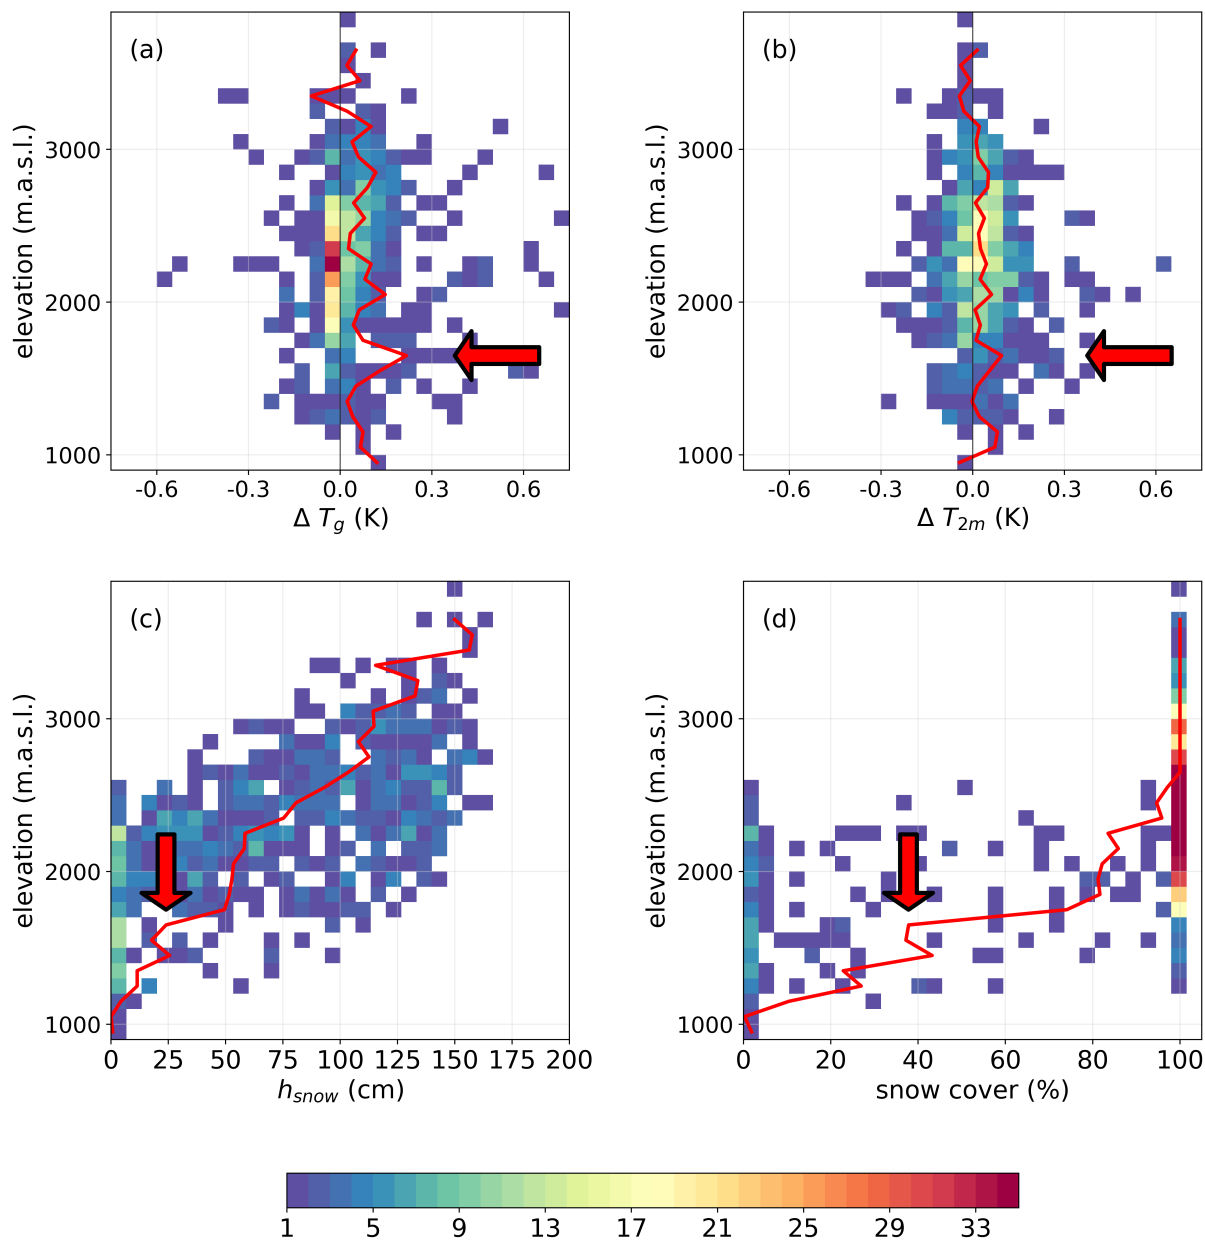 (a)
elevation (m.a.s.l.)
3000
2000
1000
-0.6 -0.3 0.0 0.3 0.6
Δ T_g (K)
(b)
elevation (m.a.s.l.)
3000
2000
1000
-0.6 -0.3 0.0 0.3 0.6
Δ T_2m (K)
(c)
elevation (m.a.s.l.)
3000
2000
1000
0 25 50 75 100 125 150 175 200
h_snow (cm)
(d)
elevation (m.a.s.l.)
3000
2000
1000
0 20 40 60 80 100
snow cover (%)
1 5 9 13 17 21 25 29 33